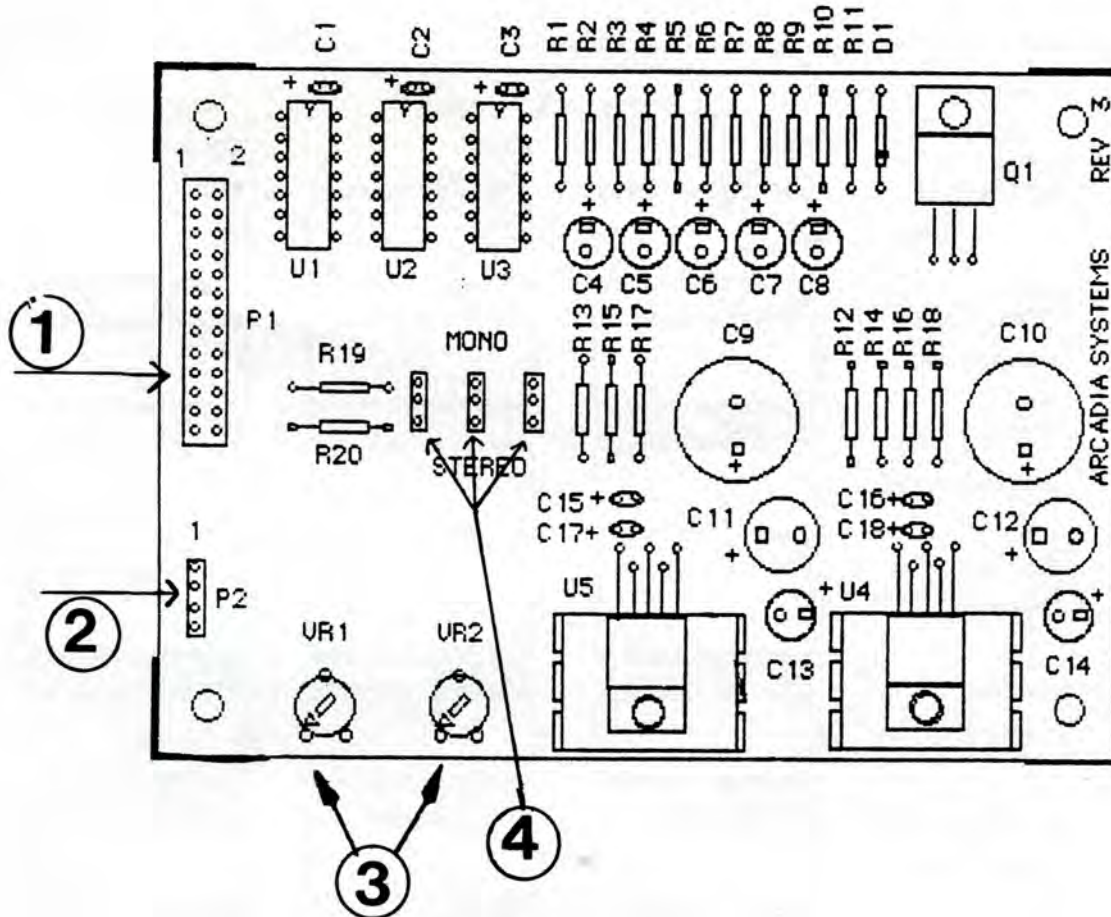 C1 C2 C3 R1 R2 R3 R4 R5 R6 R7 R8 R9 R10 R11 D1
+ + +
1 2
Q1
REV 3
U1 U2 U3
+ + + + +
C4 C5 C6 C7 C8
ARCADIA SYSTEMS
1
P1
R19
MONO
R13 R15 R17
C9
R12 R14 R16 R18
C10
R20
STEREO
+ +
C15+
C17+
C11
+
C16+
C18+
C12
+
1
P2
2
U5
+
U4
+
VR1 VR2
C13
C14
3
4